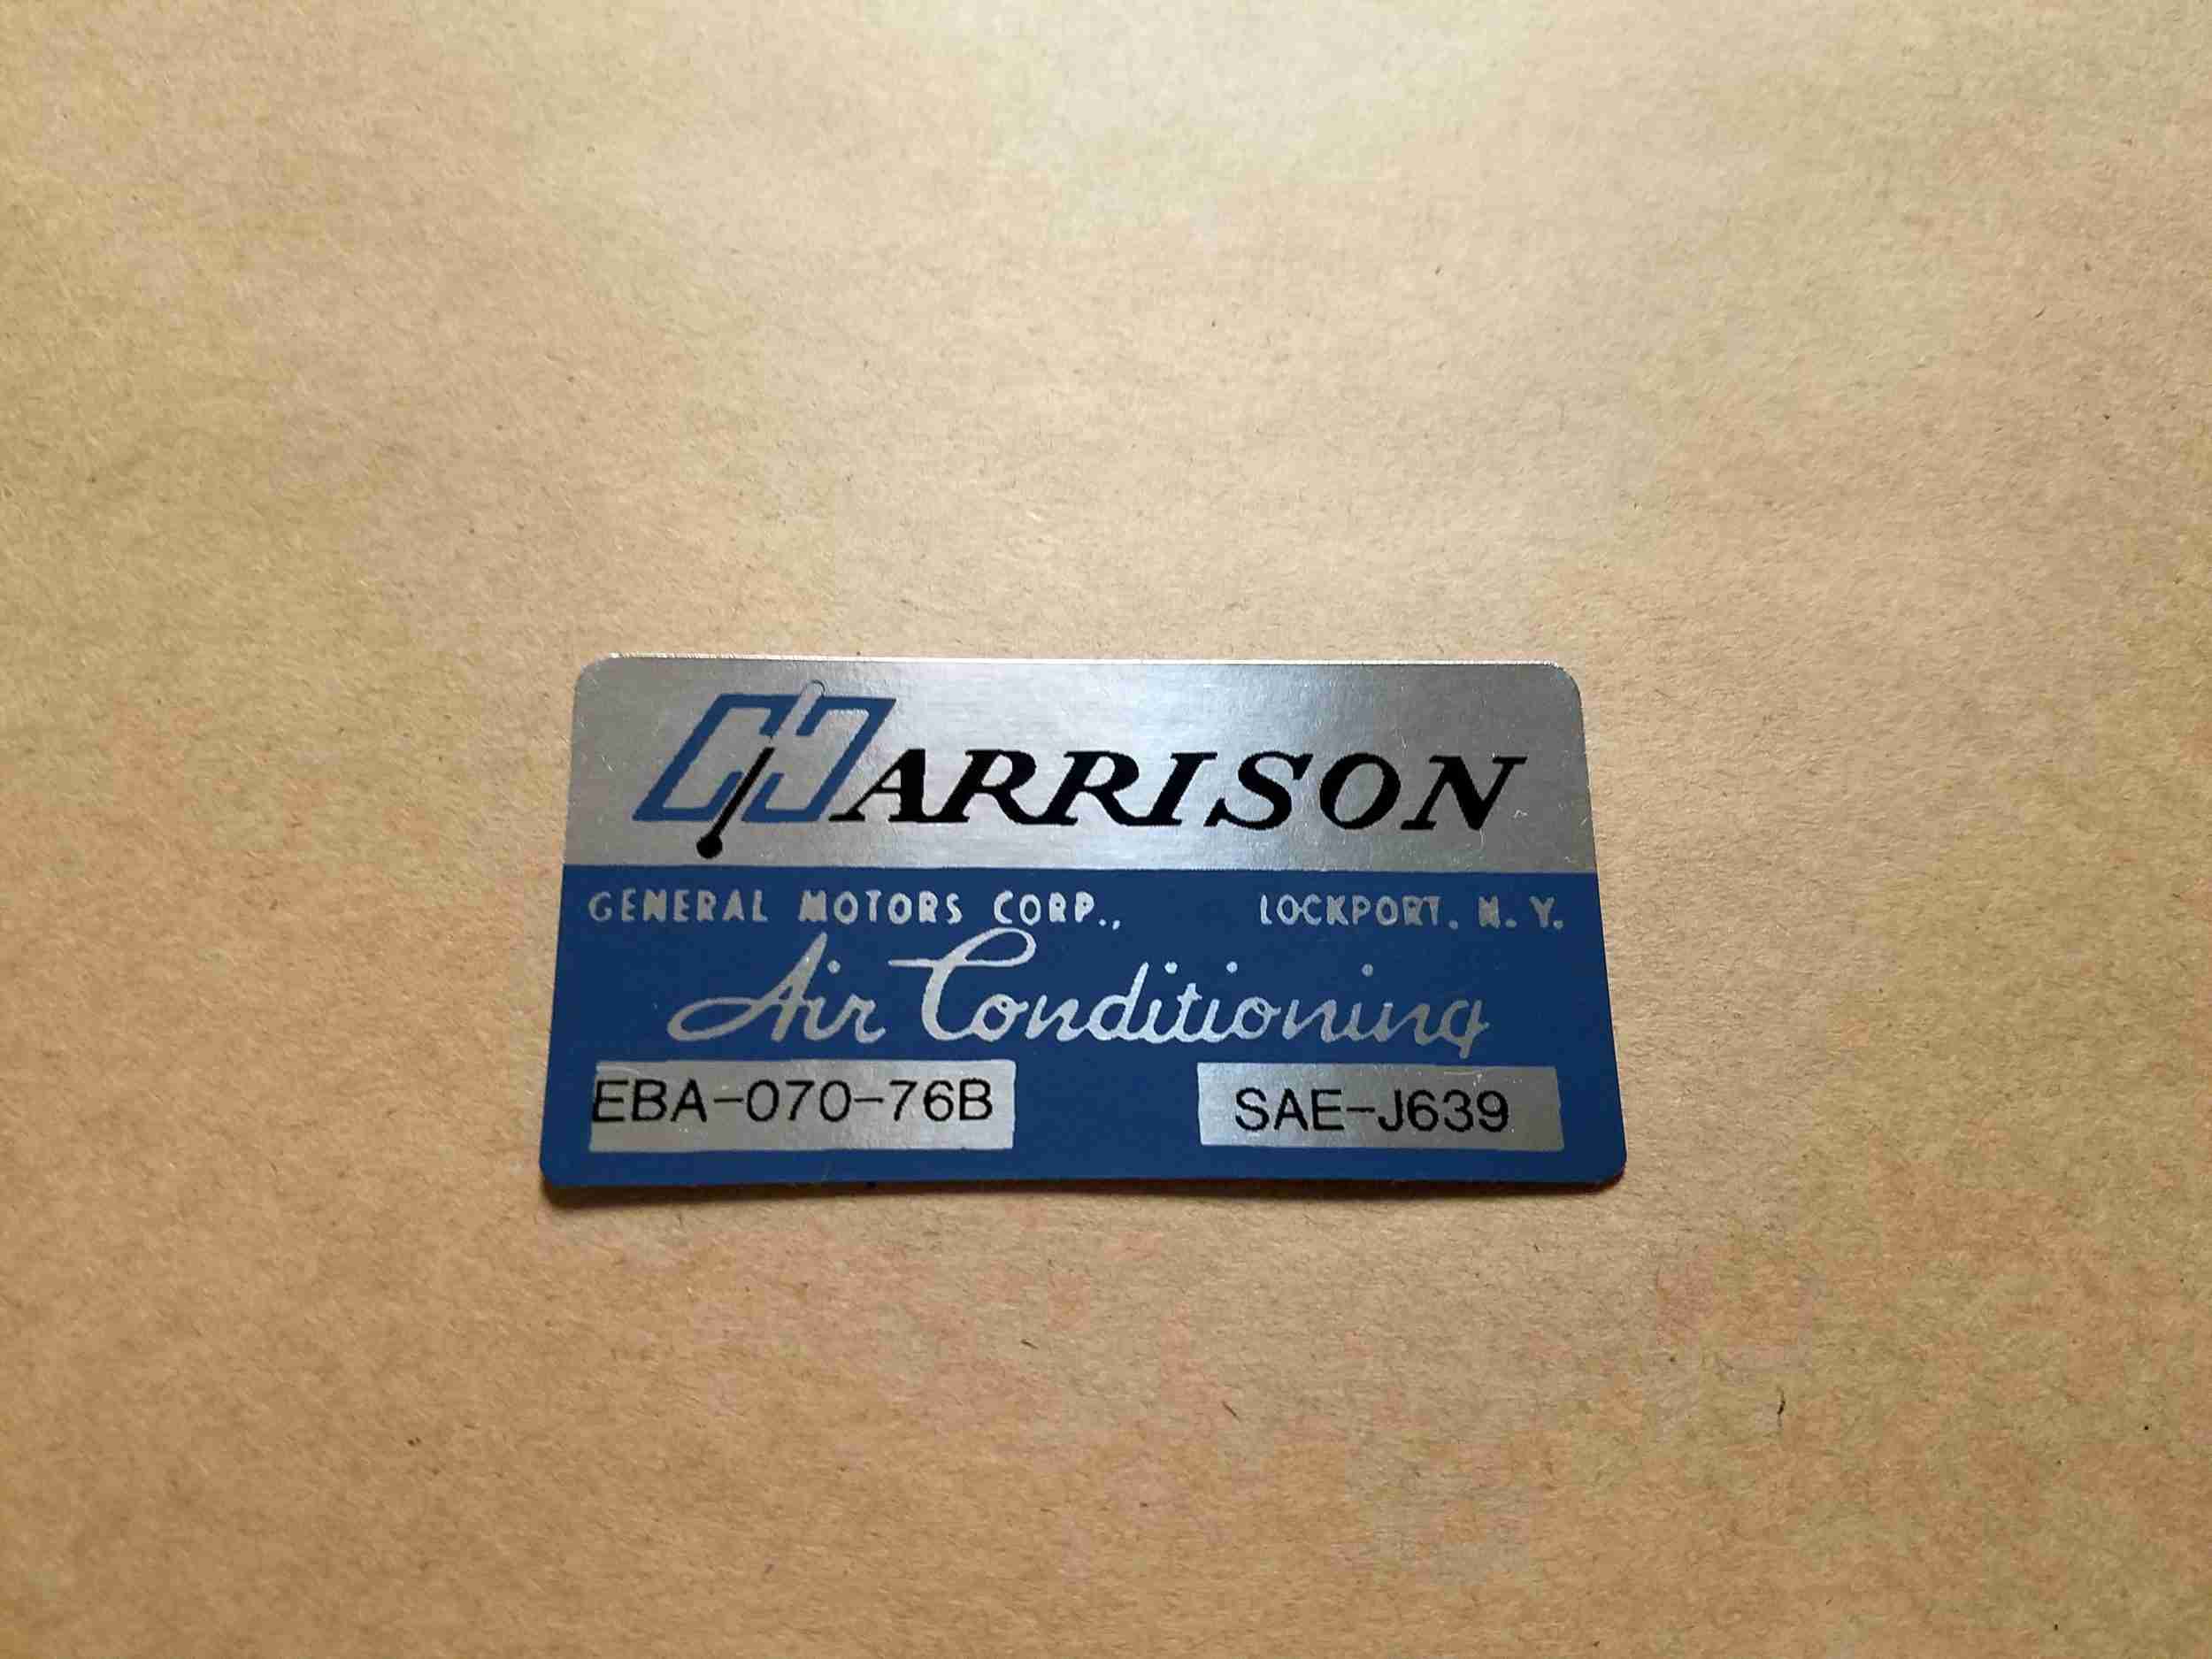 HARRISON
GENERAL MOTORS CORP., LOCKPORT. N. Y.
Air Conditioning
EBA-070-76B SAE-J639